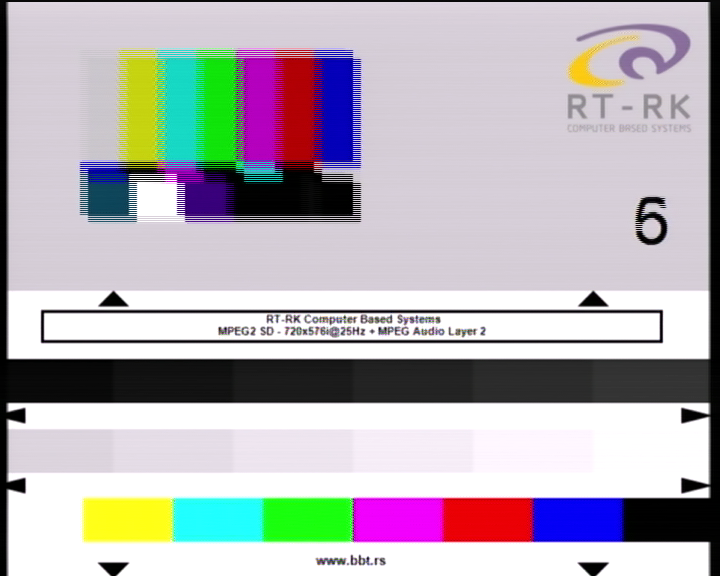 RT-RK
COMPUTER BASED SYSTEMS
6
RT-RK Computer Based Systems
MPEG2 SD - 720x576i@25Hz + MPEG Audio Layer 2
www.bbt.rs